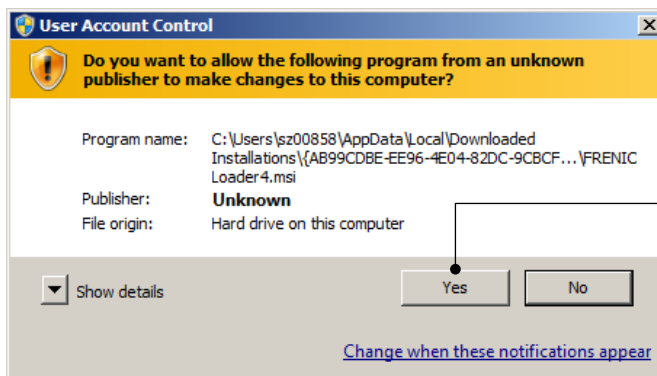 User Account Control
Do you want to allow the following program from an unknown
publisher to make changes to this computer?
Program name: C:\Users\sz00858\AppData\Local\Downloaded
Installations\{AB99CDBE-EE96-4E04-82DC-9CBCF...\FRENIC
Loader4.msi
Publisher: Unknown
File origin: Hard drive on this computer
Show details Yes No
Change when these notifications appear